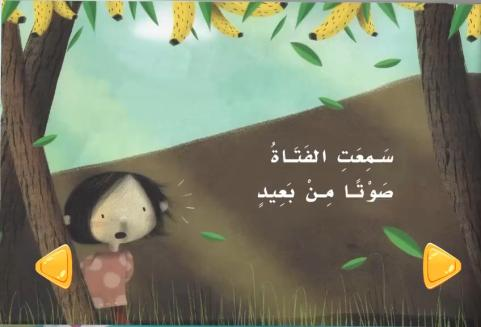 سَمِعَتِ الفَتَاةُ
صَوْتًا مِنْ بَعِيدٍ